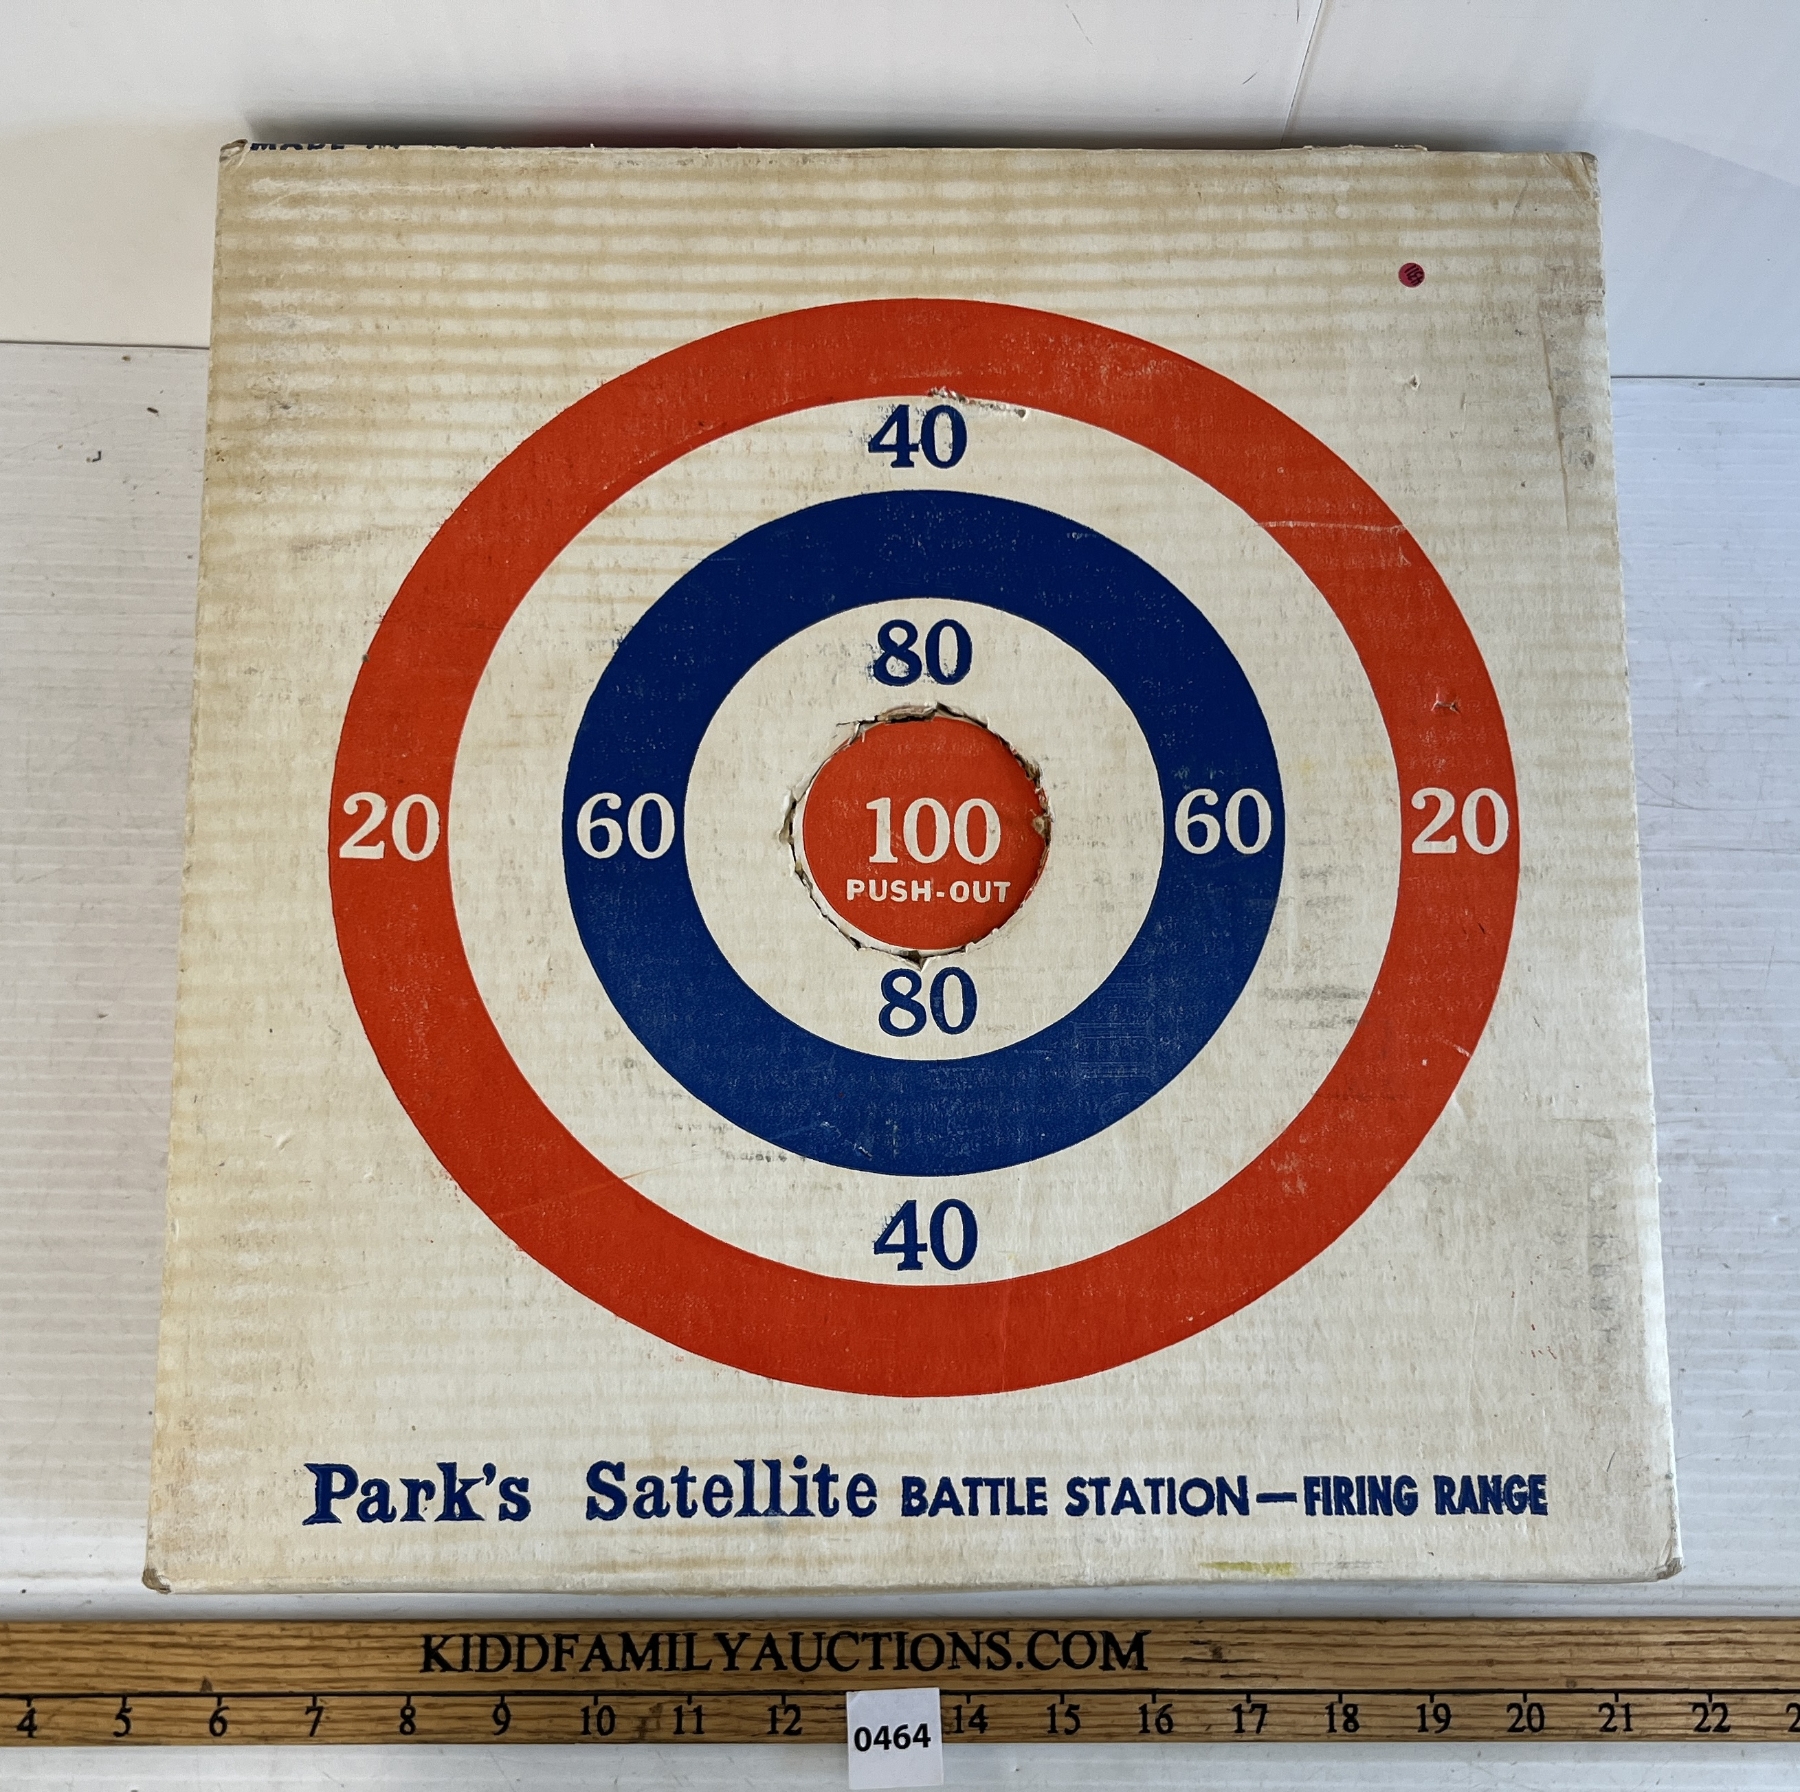 MADE IN
40
80
20 60 100 60 20
PUSH-OUT
80
40
Park's Satellite BATTLE STATION—FIRING RANGE
KIDDFAMILYAUCTIONS.COM
4 5 6 7 8 9 10 11 12 14 15 16 17 18 19 20 21 22
0464